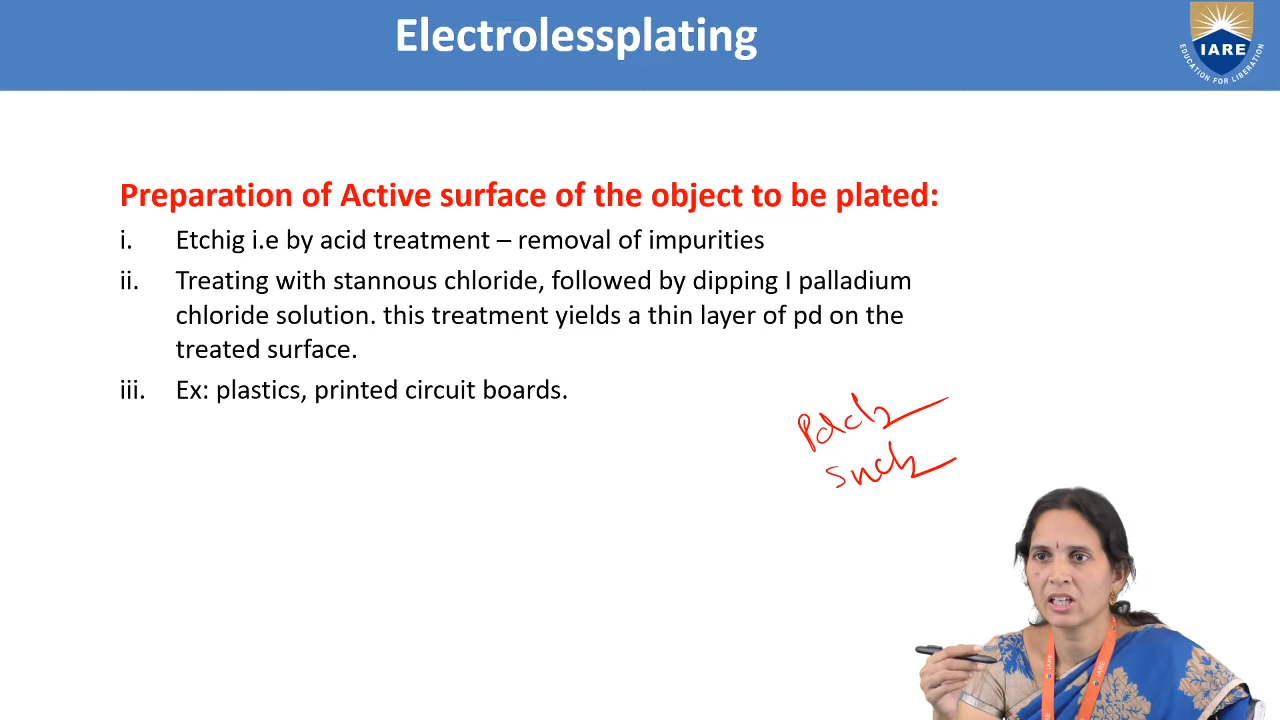 Electrolessplating
IARE
EDUCATION FOR LIBERATION
Preparation of Active surface of the object to be plated:
i. Etchig i.e by acid treatment – removal of impurities
ii. Treating with stannous chloride, followed by dipping I palladium
chloride solution. this treatment yields a thin layer of pd on the
treated surface.
iii. Ex: plastics, printed circuit boards.
Pdcl2
Sncl2
IARE
IARE